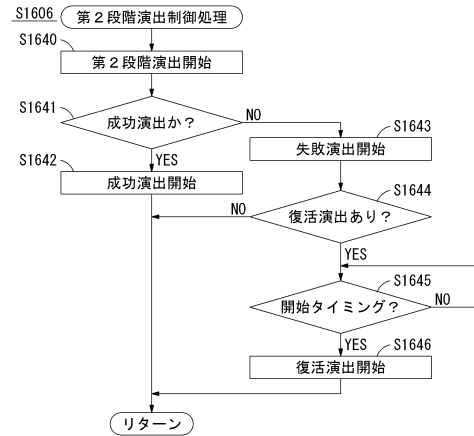 S1606
第２段階演出制御処理
S1640
第２段階演出開始
S1641
成功演出か？
NO
YES
S1643
失敗演出開始
S1642
成功演出開始
S1644
復活演出あり？
NO
YES
S1645
開始タイミング？
NO
YES
S1646
復活演出開始
リターン